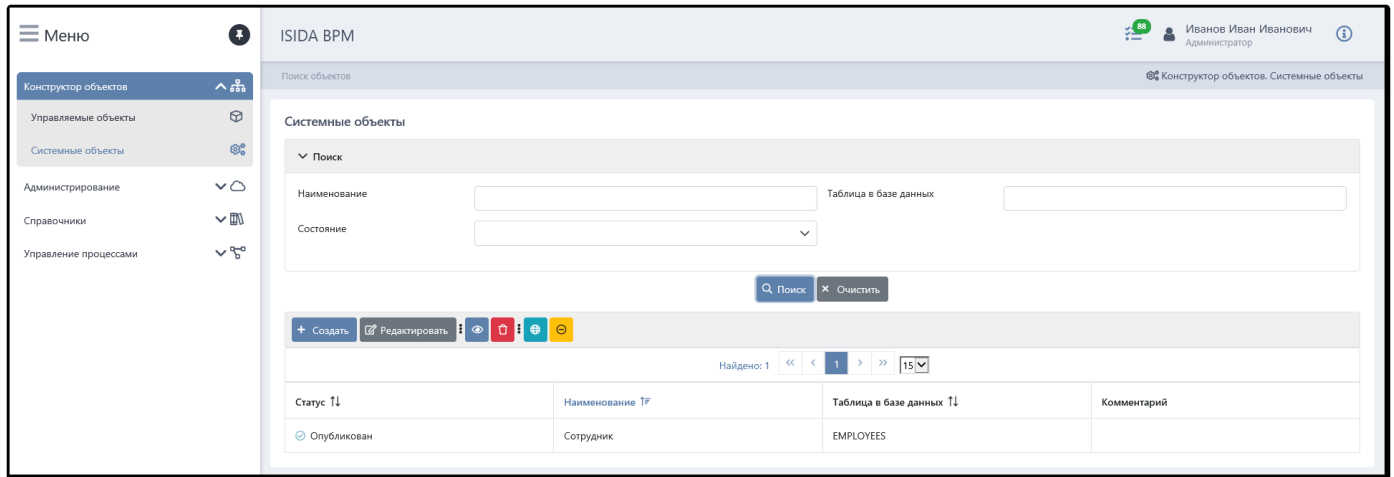 Меню
ISIDA BPM
88
Иванов Иван Иванович
Администратор
Конструктор объектов
Управляемые объекты
Системные объекты
Администрирование
Справочники
Управление процессами
Поиск объектов
Конструктор объектов. Системные объекты
Системные объекты
Поиск
Наименование
Таблица в базе данных
Состояние
Поиск
Очистить
Создать
Редактировать
Найдено: 1
1
15
Статус
Наименование
Таблица в базе данных
Комментарий
Опубликован
Сотрудник
EMPLOYEES